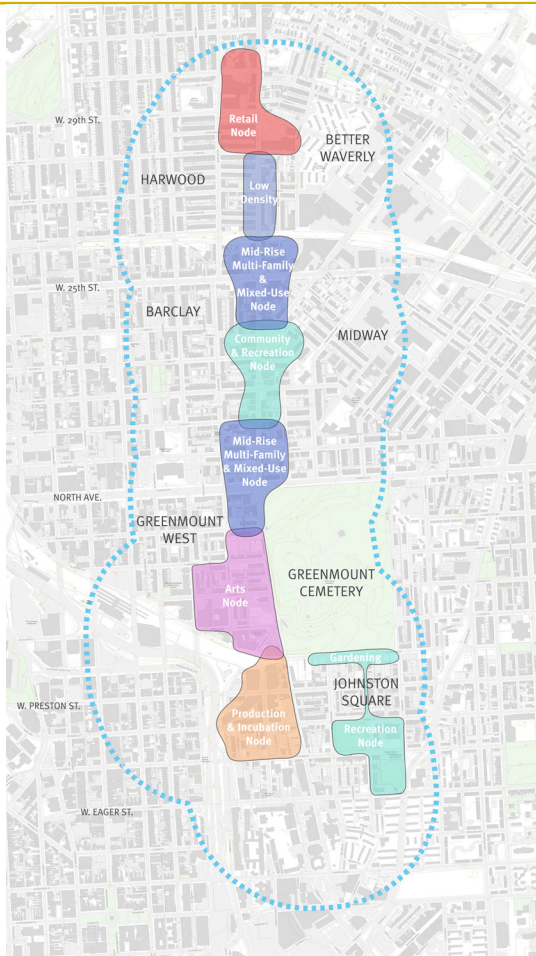 W. 29th ST.
Retail
Node
BETTER
WAVERLY
HARWOOD
Low
Density
Mid-Rise
Multi-Family
&
Mixed-Use
Node
W. 25th ST.
BARCLAY
MIDWAY
Community
& Recreation
Node
Mid-Rise
Multi-Family
& Mixed-Use
Node
NORTH AVE.
GREENMOUNT
WEST
GREENMOUNT
CEMETERY
Arts
Node
Gardening
JOHNSTON
SQUARE
W. PRESTON ST.
Production
& Incubation
Node
Recreation
Node
W. EAGER ST.